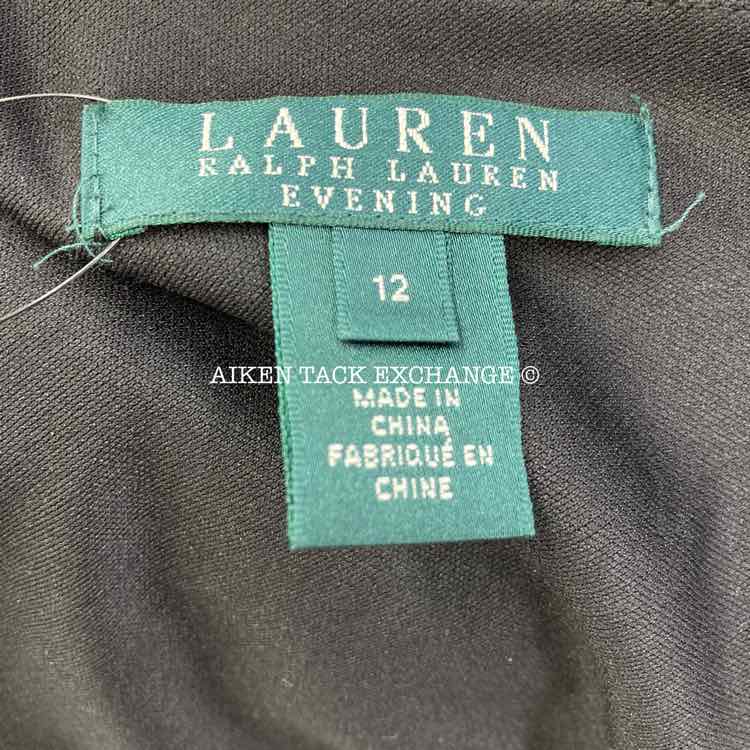 LAUREN
RALPH LAUREN
EVENING
12
AIKEN TACK EXCHANGE ©
MADE IN
CHINA
FABRIQUÉ EN
CHINE